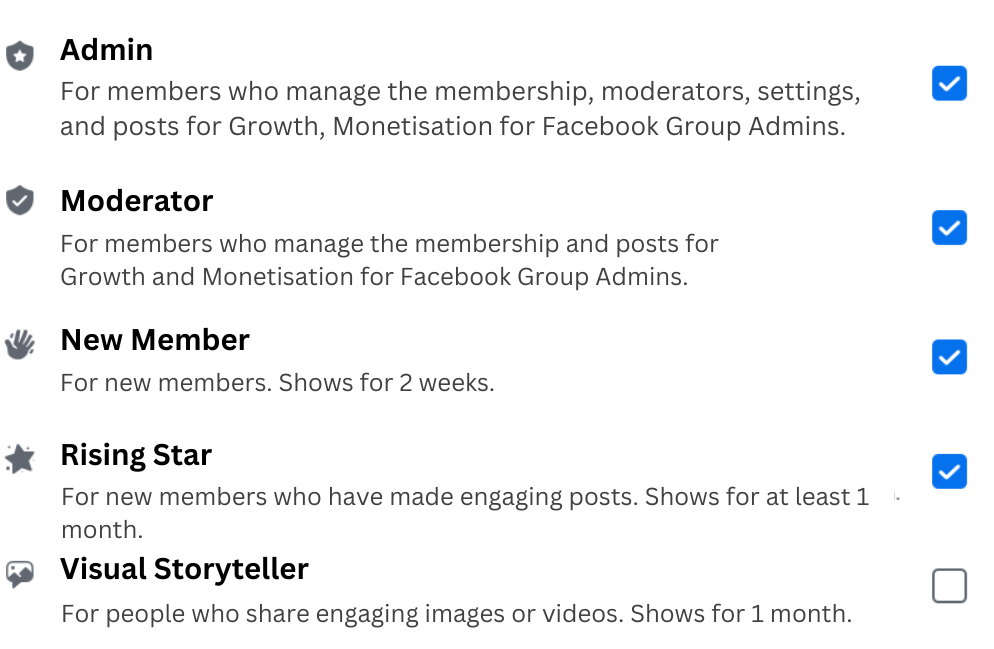 Admin
For members who manage the membership, moderators, settings,
and posts for Growth, Monetisation for Facebook Group Admins.
Moderator
For members who manage the membership and posts for
Growth and Monetisation for Facebook Group Admins.
New Member
For new members. Shows for 2 weeks.
Rising Star
For new members who have made engaging posts. Shows for at least 1
month.
Visual Storyteller
For people who share engaging images or videos. Shows for 1 month.